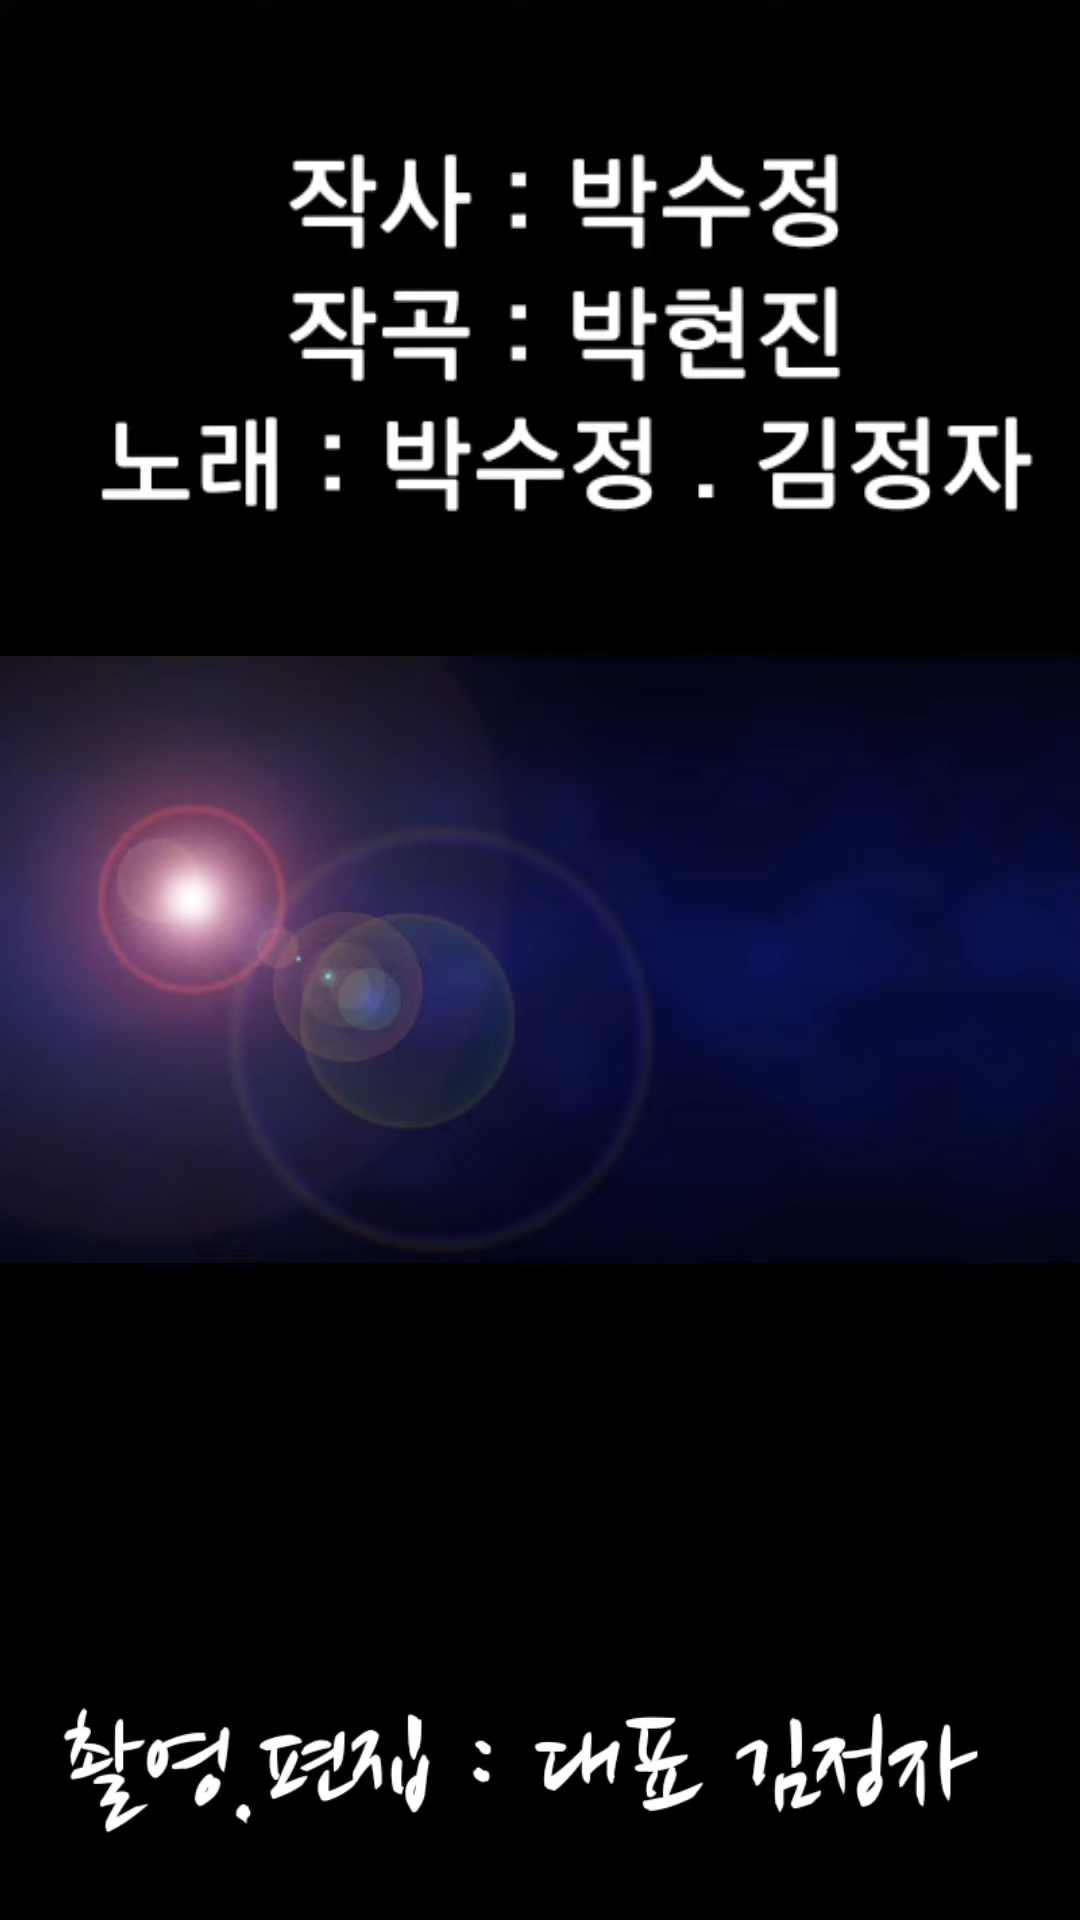 작사 : 박수정
작곡 : 박현진
노래 : 박수정 . 김정자
촬영.편집 : 대표 김정자